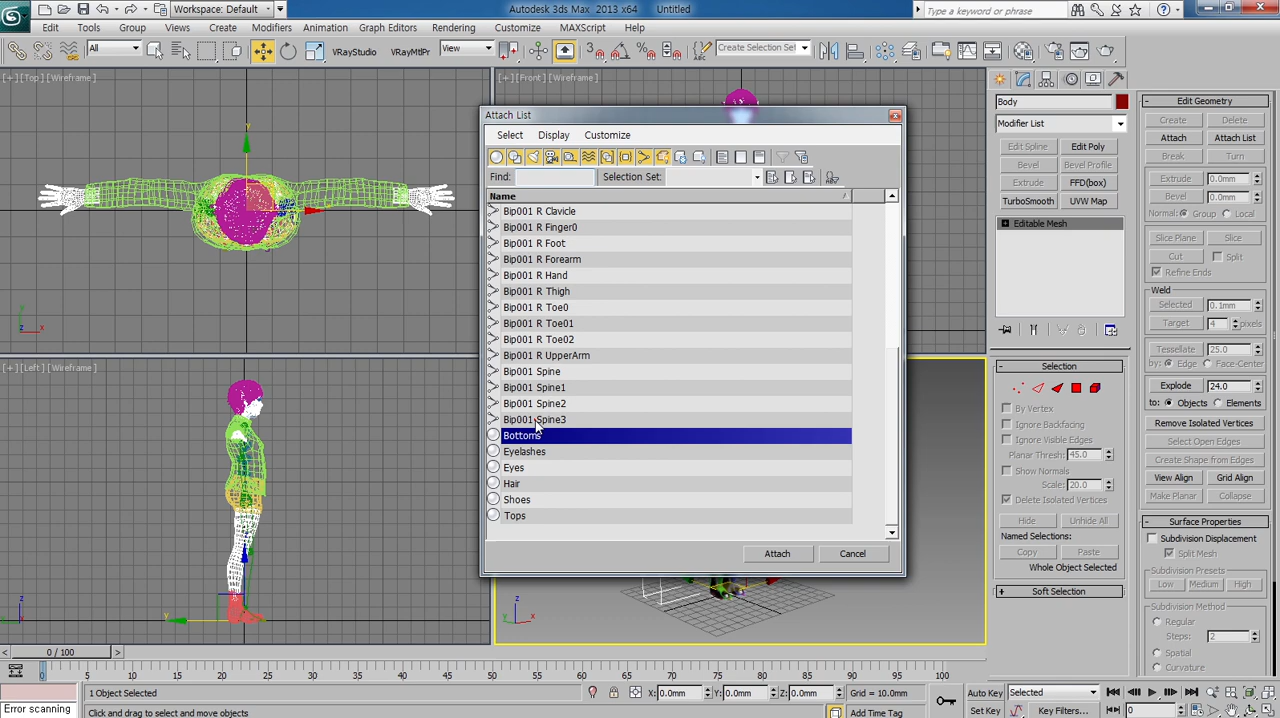 Workspace: Default
Autodesk 3ds Max 2013 x64 Untitled
Type a keyword or phrase
Edit Tools Group Views Create Modifiers Animation Graph Editors Rendering Customize MAXScript Help
All
VRayStudio VRayMtlPr View
Create Selection Set
[+][Top][Wireframe]
[+][Front][Wireframe]
[+][Left][Wireframe]
Attach List
Select Display Customize
Find: Selection Set:
Name
Bip001 R Clavicle
Bip001 R Finger0
Bip001 R Foot
Bip001 R Forearm
Bip001 R Hand
Bip001 R Thigh
Bip001 R Toe0
Bip001 R Toe01
Bip001 R Toe02
Bip001 R UpperArm
Bip001 Spine
Bip001 Spine1
Bip001 Spine2
Bip001 Spine3
Bottoms
Eyelashes
Eyes
Hair
Shoes
Tops
Attach Cancel
Body
Modifier List
Edit Spline Edit Poly
Bevel Bevel Profile
Extrude FFD(box)
TurboSmooth UVW Map
Editable Mesh
Selection
By Vertex
Ignore Backfacing
Ignore Visible Edges
Planar Thresh: 45.0
Show Normals
Scale: 20.0
Delete Isolated Vertices
Hide Unhide All
Named Selections:
Copy Paste
Whole Object Selected
Soft Selection
Edit Geometry
Create Delete
Attach Attach List
Break Turn
Extrude 0.0mm
Bevel 0.0mm
Normal: Group Local
Slice Plane Slice
Cut Split
Refine Ends
Weld
Selected 0.1mm
Target 4 pixels
Tessellate 25.0
by: Edge Face-Center
Explode 24.0
to: Objects Elements
Remove Isolated Vertices
Select Open Edges
Create Shape from Edges
View Align Grid Align
Make Planar Collapse
Surface Properties
Subdivision Displacement
Split Mesh
Subdivision Presets
Low Medium High
Subdivision Method
Regular
Steps: 2
Spatial
Curvature
0 / 100
0 5 10 15 20 25 30 35 40 45 50 55 60 65 70 75 80 85 90 95 100
1 Object Selected
X: 0.0mm Y: 0.0mm Z: 0.0mm Grid = 10.0mm
Auto Key Selected
Error scanning
Click and drag to select and move objects
Add Time Tag
Set Key Key Filters... 0